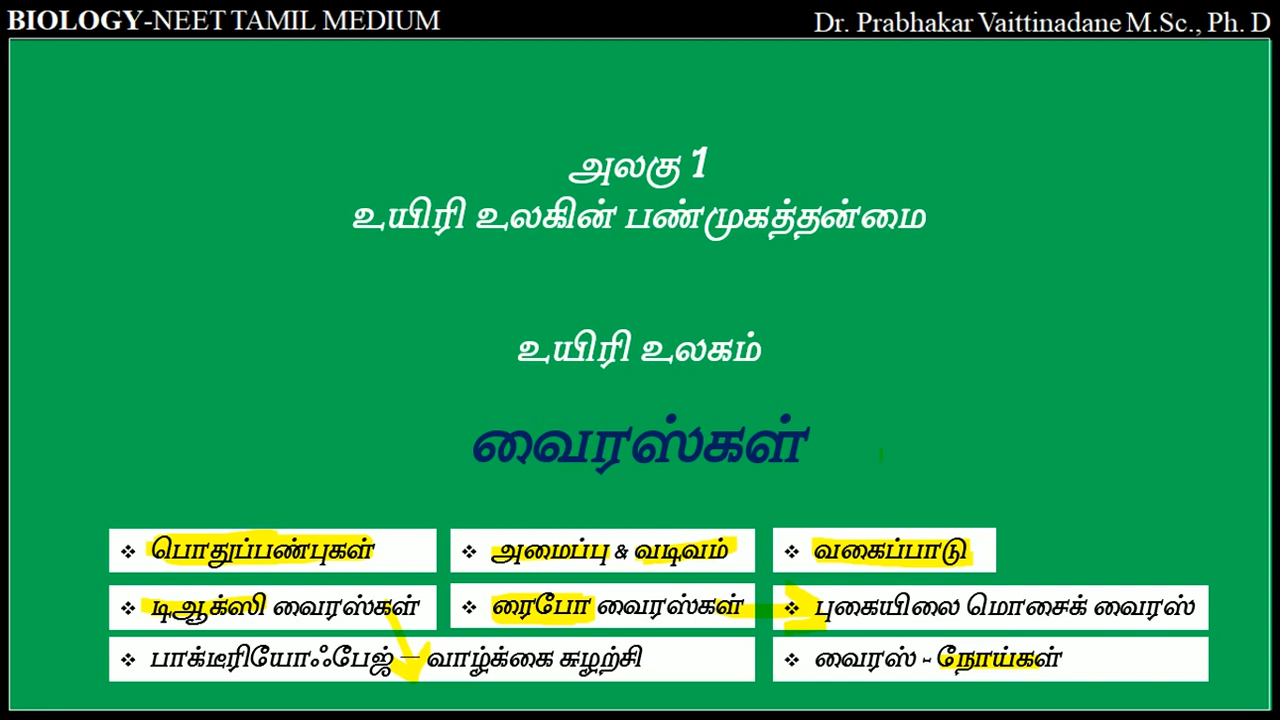 BIOLOGY-NEET TAMIL MEDIUM
Dr. Prabhakar Vaittinadane M.Sc., Ph. D
அலகு 1
உயிரி உலகின் பண்முகத்தன்மை
உயிரி உலகம்
வைரஸ்கள்
❖ பொதுப்பண்புகள்
❖ அமைப்பு & வடிவம்
❖ வகைப்பாடு
❖ டிஆக்ஸி வைரஸ்கள்
❖ ரைபோ வைரஸ்கள்
❖ புகையிலை மொசைக் வைரஸ்
❖ பாக்டீரியோஃபேஜ் – வாழ்க்கை சுழற்சி
❖ வைரஸ் - நோய்கள்